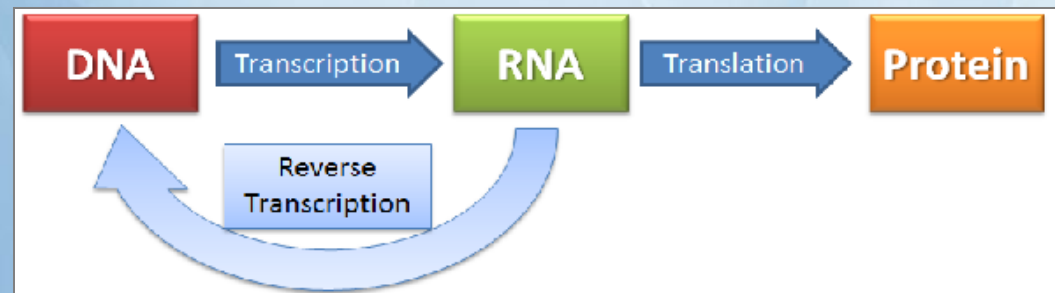 DNA Transcription RNA Translation Protein
Reverse
Transcription